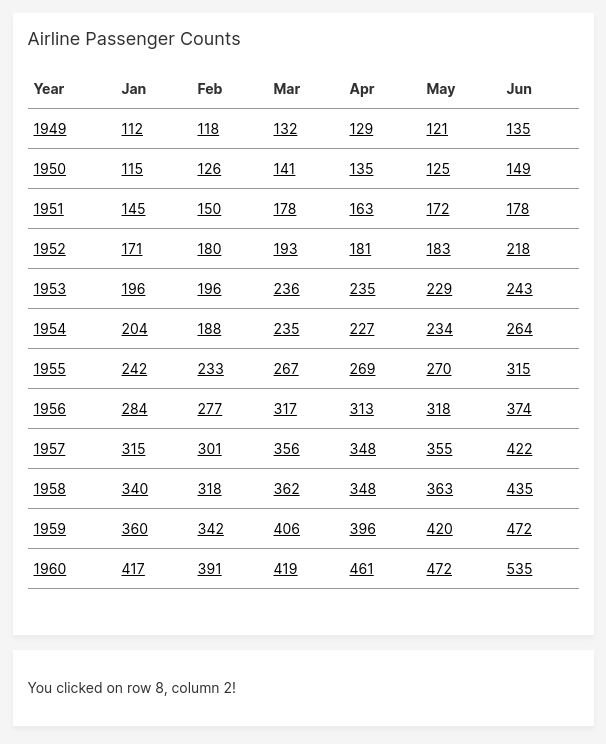 Airline Passenger Counts
Year Jan Feb Mar Apr May Jun
1949 112 118 132 129 121 135
1950 115 126 141 135 125 149
1951 145 150 178 163 172 178
1952 171 180 193 181 183 218
1953 196 196 236 235 229 243
1954 204 188 235 227 234 264
1955 242 233 267 269 270 315
1956 284 277 317 313 318 374
1957 315 301 356 348 355 422
1958 340 318 362 348 363 435
1959 360 342 406 396 420 472
1960 417 391 419 461 472 535
You clicked on row 8, column 2!